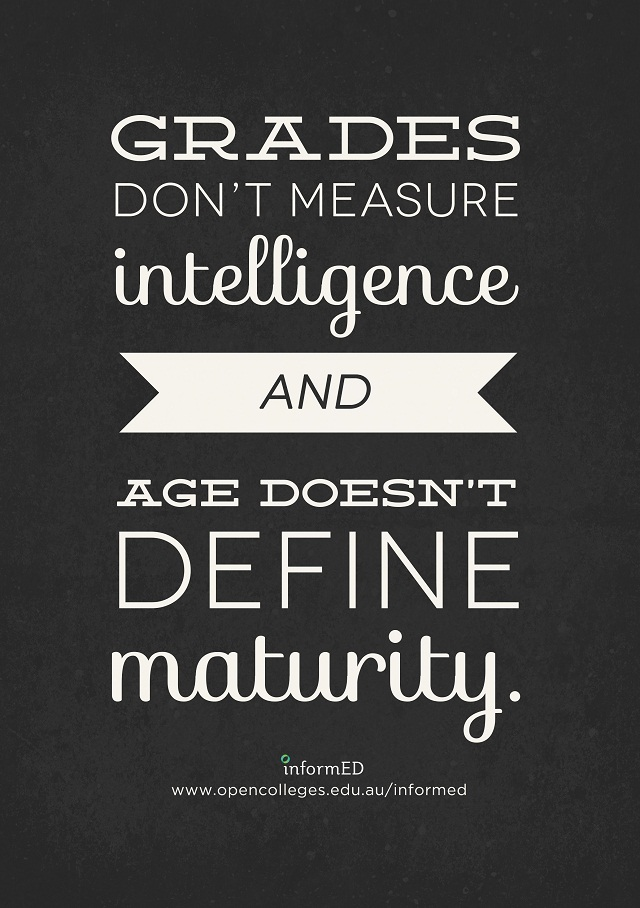 GRADES
DON'T MEASURE
intelligence
AND
AGE DOESN'T
DEFINE
maturity.
informED
www.opencolleges.edu.au/informed